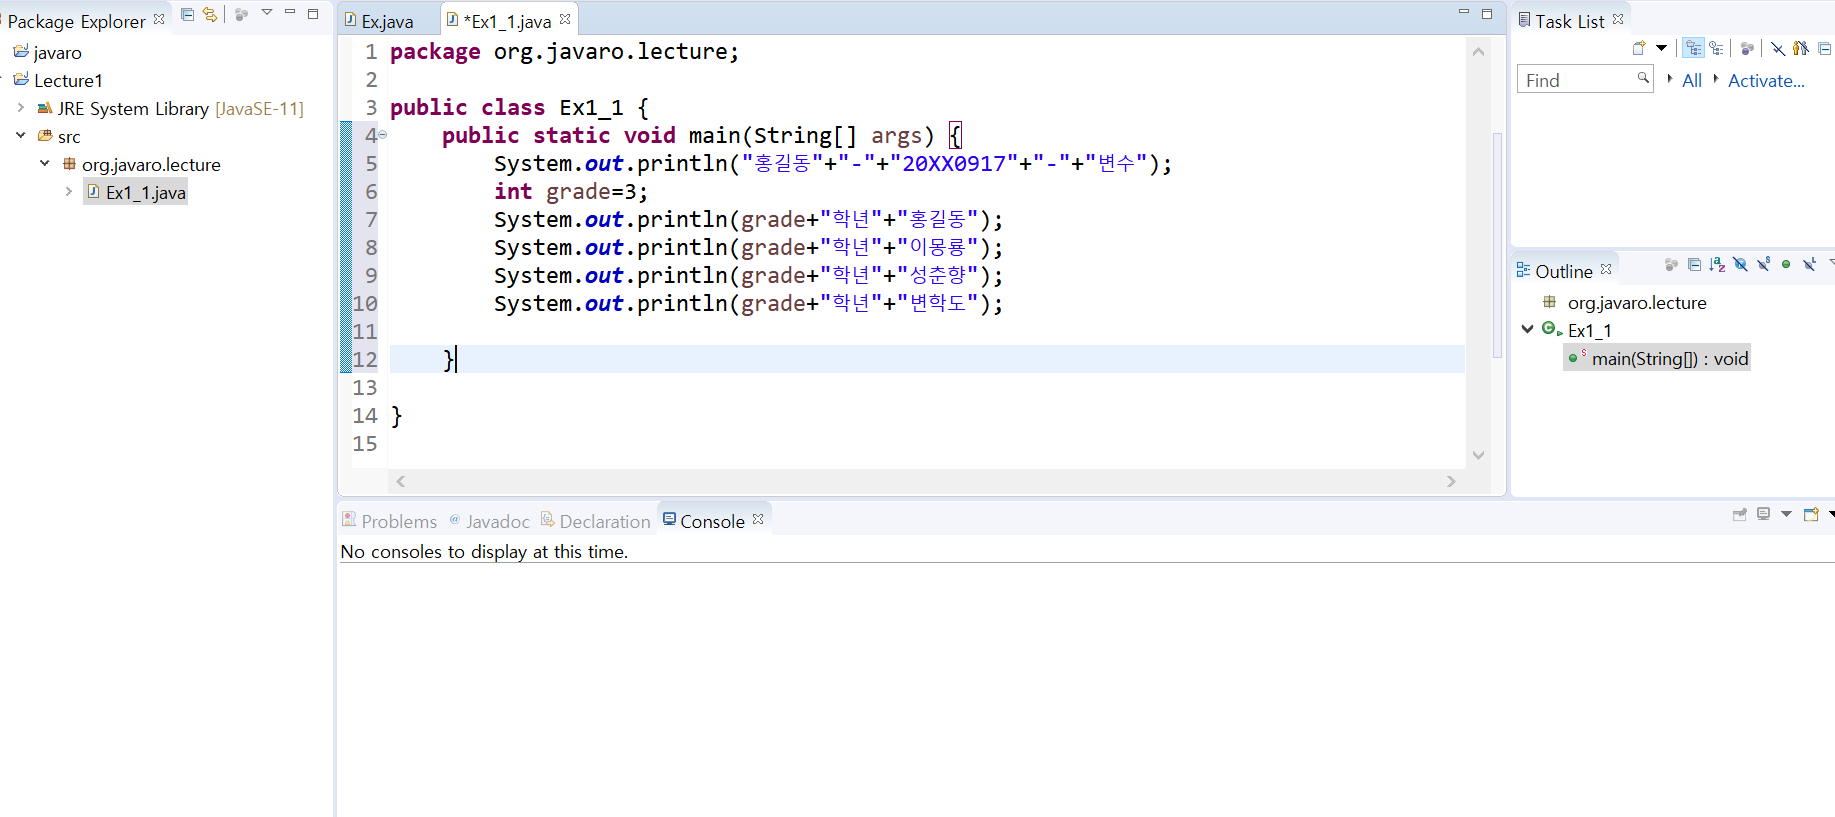 Package Explorer
javaro
Lecture1
JRE System Library [JavaSE-11]
src
org.javaro.lecture
Ex1_1.java
Ex.java
*Ex1_1.java
1 package org.javaro.lecture;
2
3 public class Ex1_1 {
4 public static void main(String[] args) {
5 System.out.println("홍길동"+"-"+"20XX0917"+"-"+"변수");
6 int grade=3;
7 System.out.println(grade+"학년"+"홍길동");
8 System.out.println(grade+"학년"+"이몽룡");
9 System.out.println(grade+"학년"+"성춘향");
10 System.out.println(grade+"학년"+"변학도");
11
12 }
13
14 }
15
Problems @ Javadoc Declaration Console
No consoles to display at this time.
Task List
Find All Activate...
Outline
org.javaro.lecture
Ex1_1
main(String[]) : void